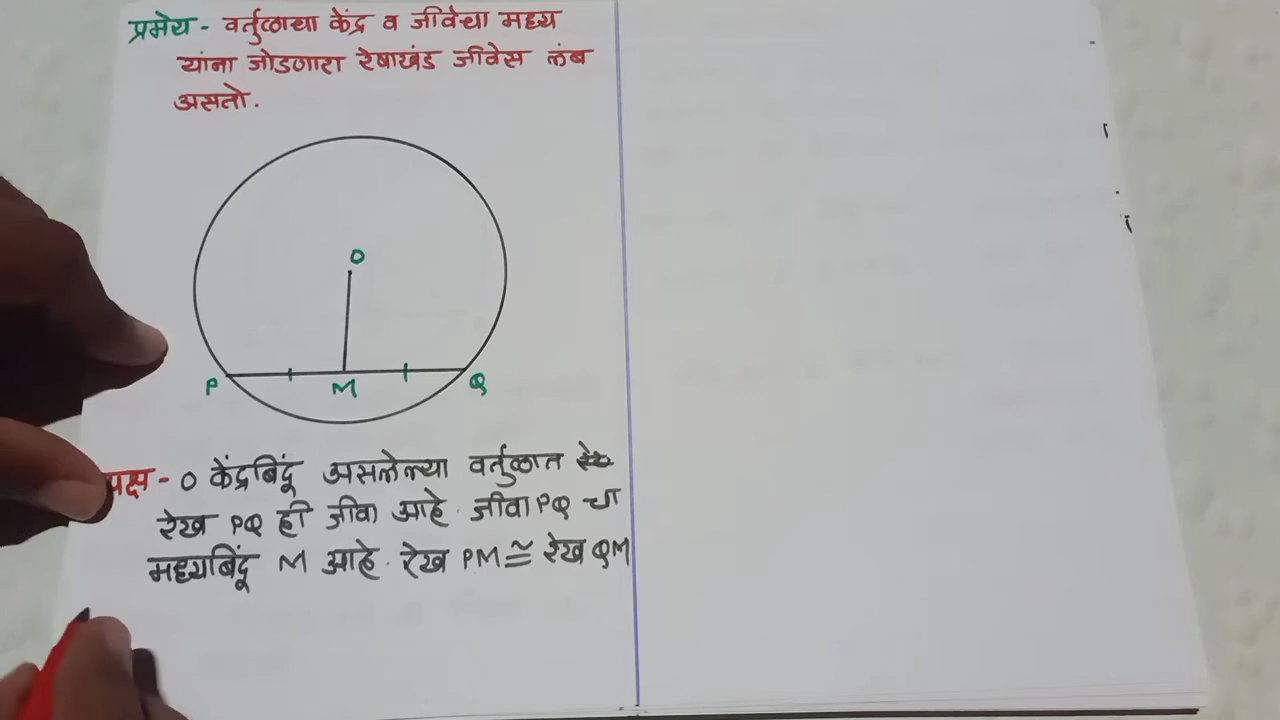 प्रमेय - वर्तुळाचा केंद्र व जीवेचा मध्य
यांना जोडणारा रेषाखंड जीवेस लंब
असतो.
O
P
M
Q
पक्ष - O केंद्रबिंदू असलेल्या वर्तुळात
रेख PQ ही जीवा आहे. जीवा PQ चा
मध्यबिंदू M आहे. रेख PM ≅ रेख QM